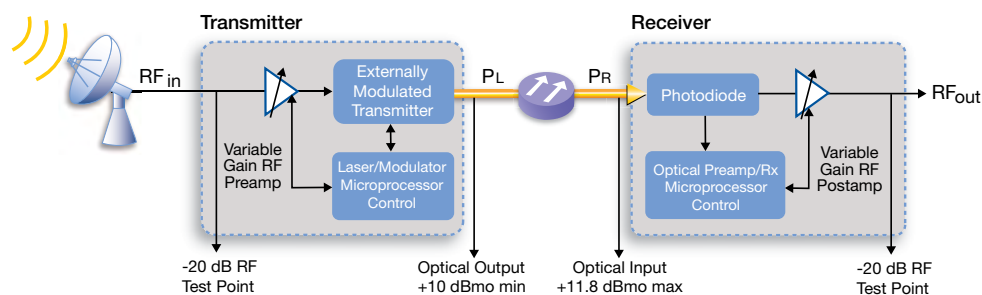 Transmitter
Receiver
RF in
Externally
Modulated
Transmitter
PL
PR
Photodiode
RFout
Variable
Gain RF
Preamp
Laser/Modulator
Microprocessor
Control
Optical Preamp/Rx
Microprocessor
Control
Variable
Gain RF
Postamp
-20 dB RF
Test Point
Optical Output
+10 dBmo min
Optical Input
+11.8 dBmo max
-20 dB RF
Test Point